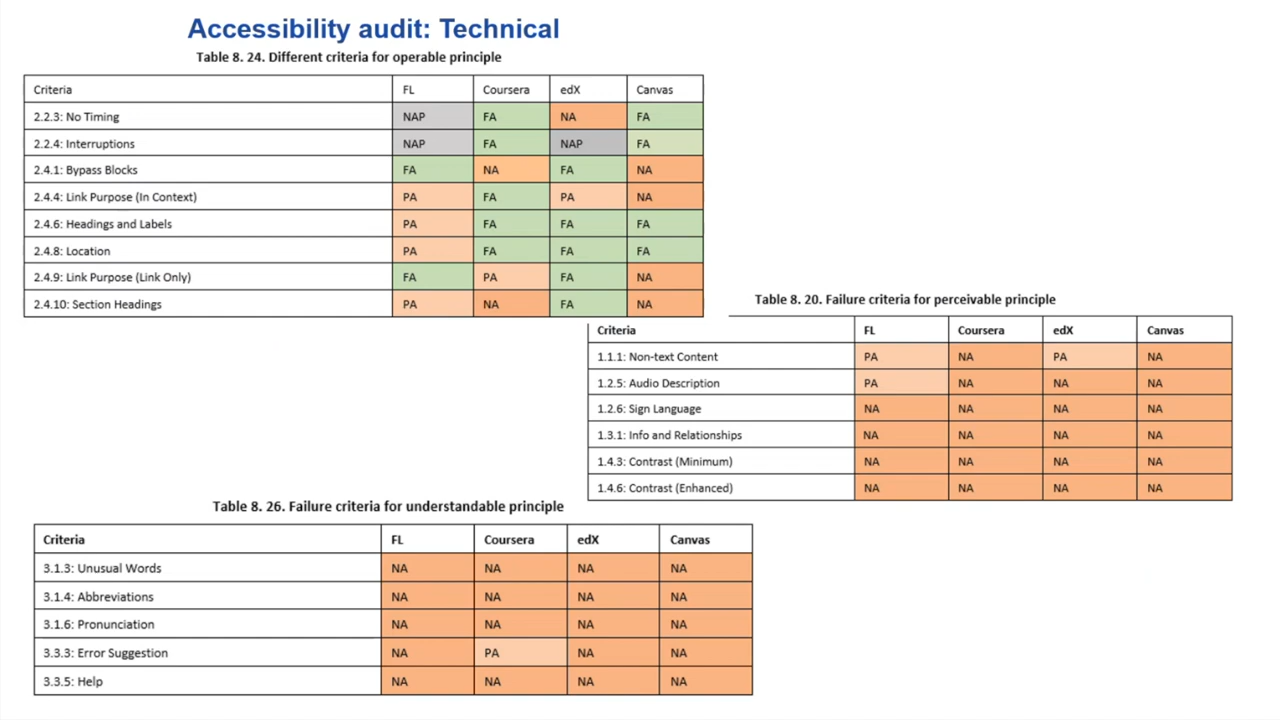 Accessibility audit: Technical
Table 8. 24. Different criteria for operable principle
Criteria FL Coursera edX Canvas
2.2.3: No Timing NAP FA NA FA
2.2.4: Interruptions NAP FA NAP FA
2.4.1: Bypass Blocks FA NA FA NA
2.4.4: Link Purpose (In Context) PA FA PA NA
2.4.6: Headings and Labels PA FA FA FA
2.4.8: Location PA FA FA FA
2.4.9: Link Purpose (Link Only) FA PA FA NA
2.4.10: Section Headings PA NA FA NA
Table 8. 20. Failure criteria for perceivable principle
Criteria FL Coursera edX Canvas
1.1.1: Non-text Content PA NA PA NA
1.2.5: Audio Description PA NA NA NA
1.2.6: Sign Language NA NA NA NA
1.3.1: Info and Relationships NA NA NA NA
1.4.3: Contrast (Minimum) NA NA NA NA
1.4.6: Contrast (Enhanced) NA NA NA NA
Table 8. 26. Failure criteria for understandable principle
Criteria FL Coursera edX Canvas
3.1.3: Unusual Words NA NA NA NA
3.1.4: Abbreviations NA NA NA NA
3.1.6: Pronunciation NA NA NA NA
3.3.3: Error Suggestion NA PA NA NA
3.3.5: Help NA NA NA NA